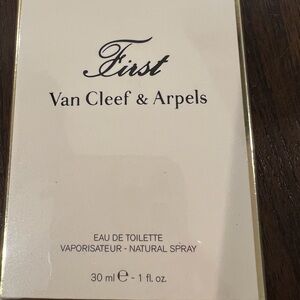 First
Van Cleef & Arpels
EAU DE TOILETTE
VAPORISATEUR - NATURAL SPRAY
30 ml ℮ - 1 fl. oz.